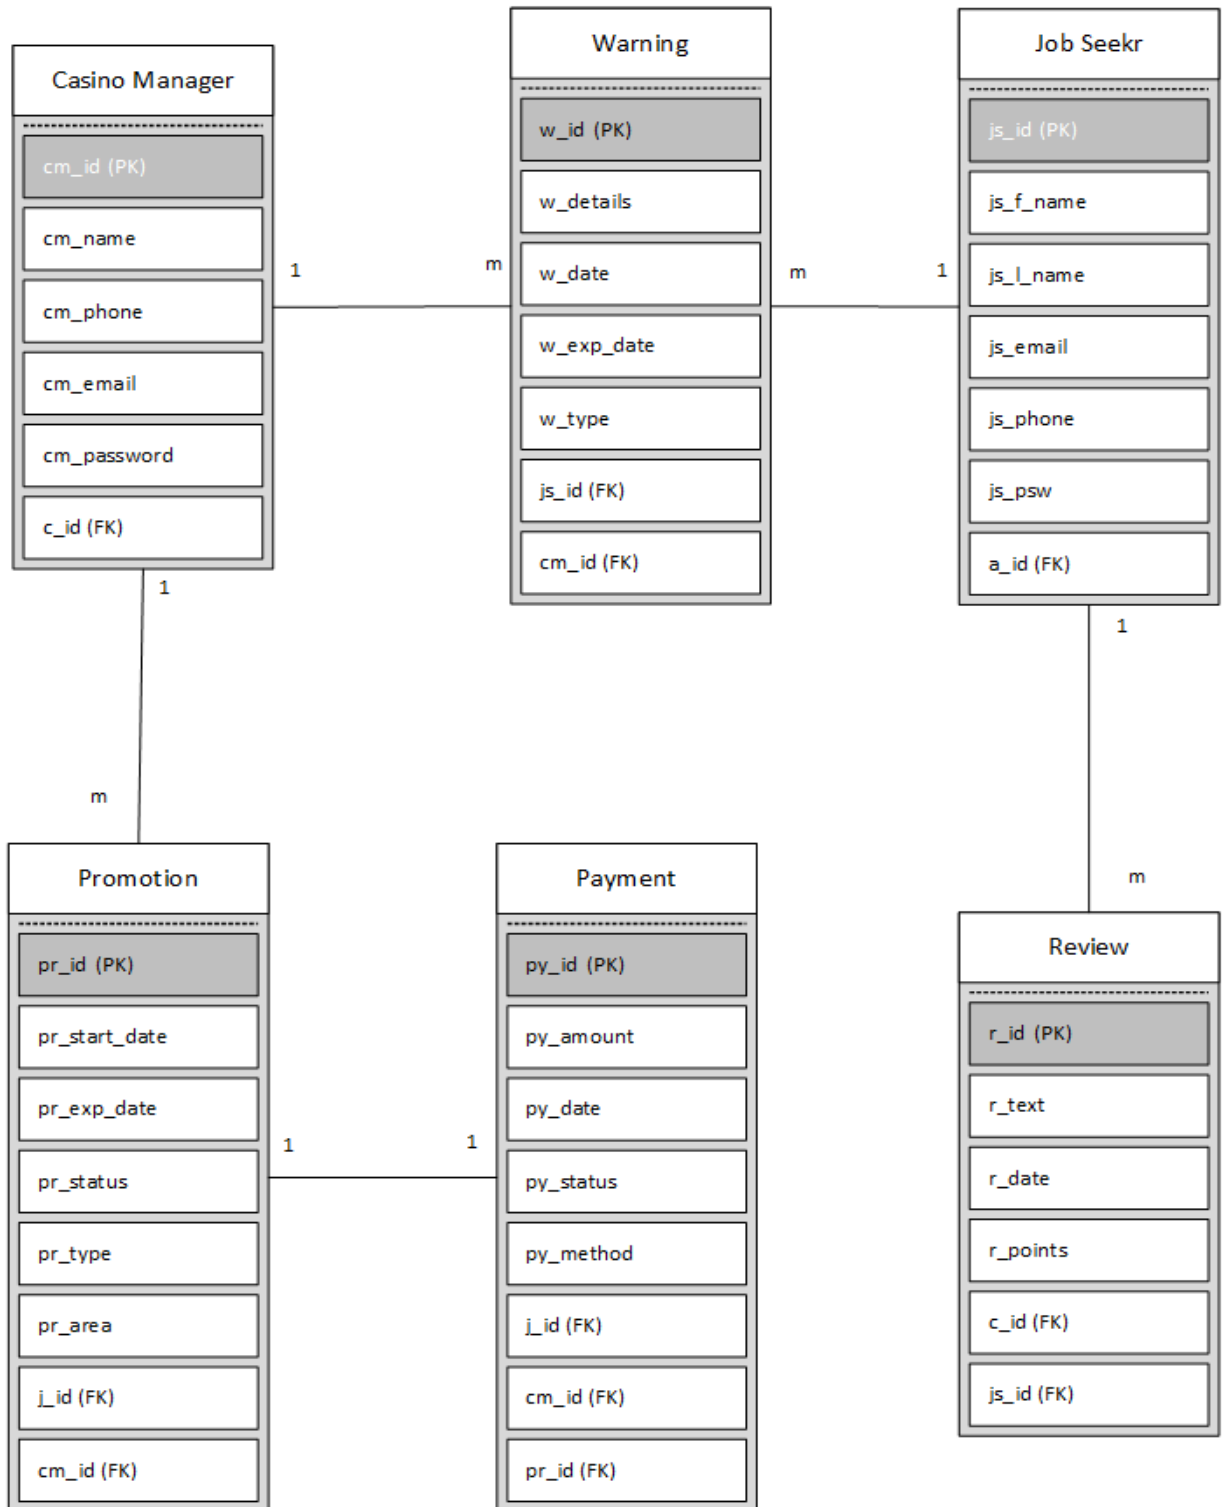 Casino Manager
cm_id (PK)
cm_name
cm_phone
cm_email
cm_password
c_id (FK)
1
m
Warning
w_id (PK)
w_details
w_date
w_exp_date
w_type
js_id (FK)
cm_id (FK)
m
1
Job Seekr
js_id (PK)
js_f_name
js_l_name
js_email
js_phone
js_psw
a_id (FK)
1
m
1
m
Promotion
pr_id (PK)
pr_start_date
pr_exp_date
pr_status
pr_type
pr_area
j_id (FK)
cm_id (FK)
1
1
Payment
py_id (PK)
py_amount
py_date
py_status
py_method
j_id (FK)
cm_id (FK)
pr_id (FK)
Review
r_id (PK)
r_text
r_date
r_points
c_id (FK)
js_id (FK)